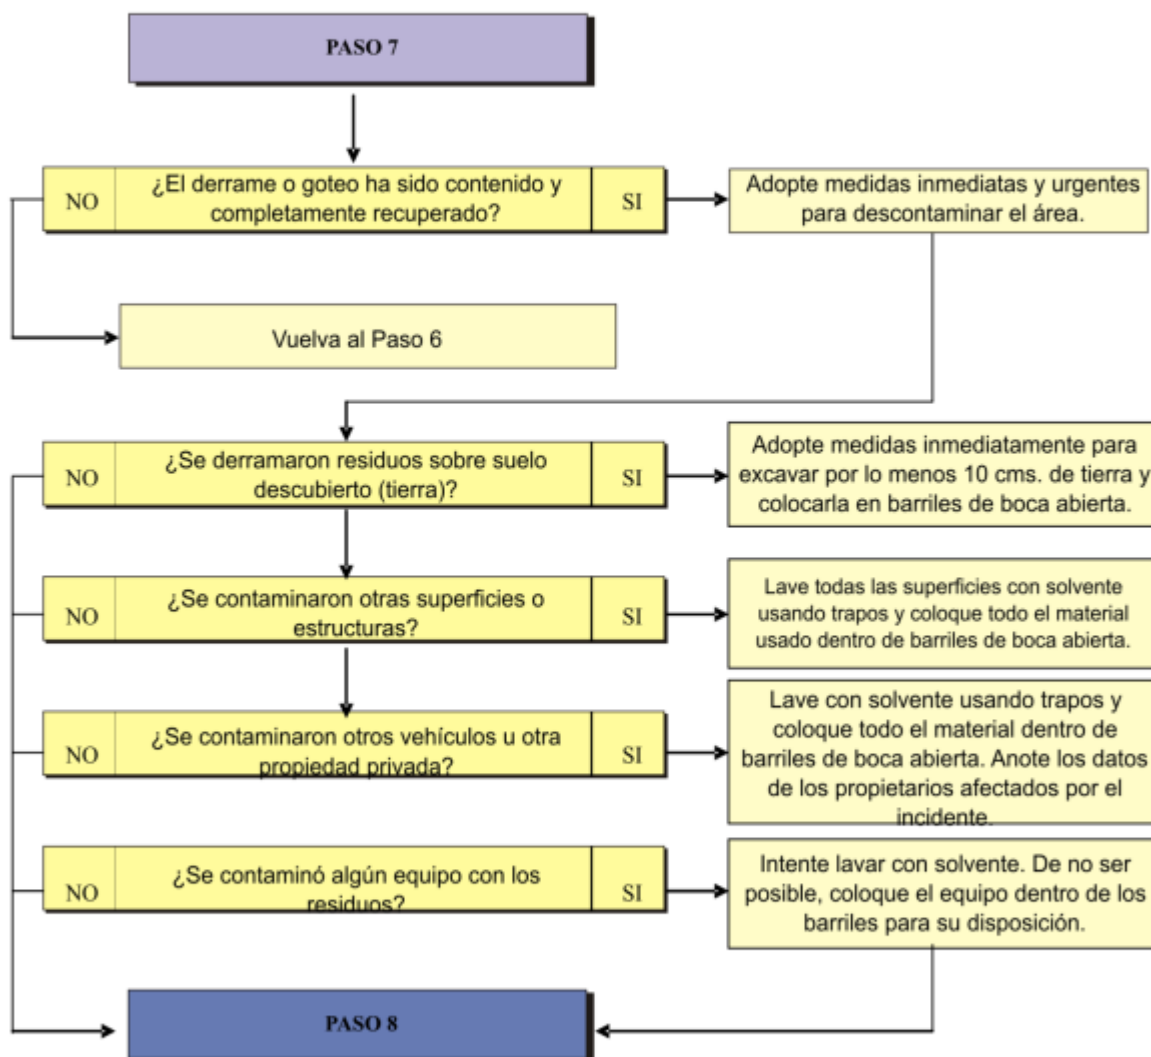 PASO 7
NO
¿El derrame o goteo ha sido contenido y
completamente recuperado?
SI
Adopte medidas inmediatas y urgentes
para descontaminar el área.
Vuelva al Paso 6
NO
¿Se derramaron residuos sobre suelo
descubierto (tierra)?
SI
Adopte medidas inmediatamente para
excavar por lo menos 10 cms. de tierra y
colocarla en barriles de boca abierta.
NO
¿Se contaminaron otras superficies o
estructuras?
SI
Lave todas las superficies con solvente
usando trapos y coloque todo el material
usado dentro de barriles de boca abierta.
NO
¿Se contaminaron otros vehículos u otra
propiedad privada?
SI
Lave con solvente usando trapos y
coloque todo el material dentro de
barriles de boca abierta. Anote los datos
de los propietarios afectados por el
incidente.
NO
¿Se contaminó algún equipo con los
residuos?
SI
Intente lavar con solvente. De no ser
posible, coloque el equipo dentro de los
barriles para su disposición.
PASO 8